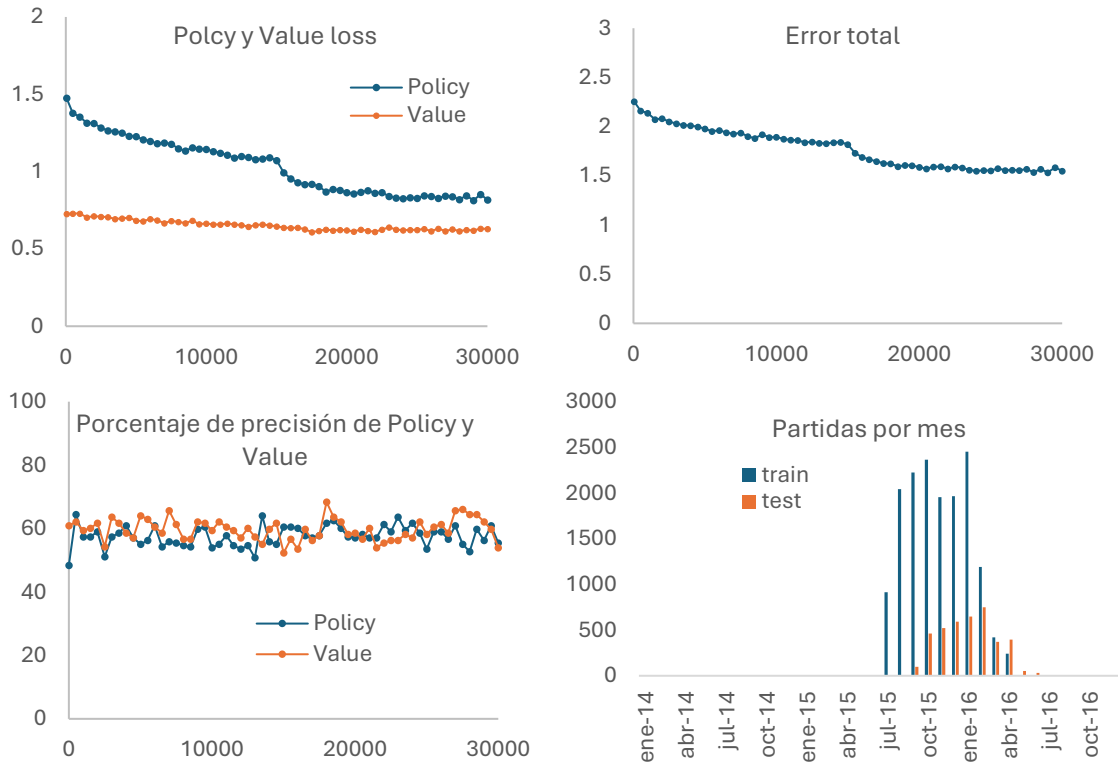 Polcy y Value loss
2
1.5
1
0.5
0
Policy
Value
0
10000
20000
30000
Error total
3
2.5
2
1.5
1
0.5
0
0
10000
20000
30000
Porcentaje de precisión de Policy y
Value
100
80
60
40
20
0
Policy
Value
0
10000
20000
30000
Partidas por mes
3000
2500
2000
1500
1000
500
0
train
test
ene-14
abr-14
jul-14
oct-14
ene-15
abr-15
jul-15
oct-15
ene-16
abr-16
jul-16
oct-16